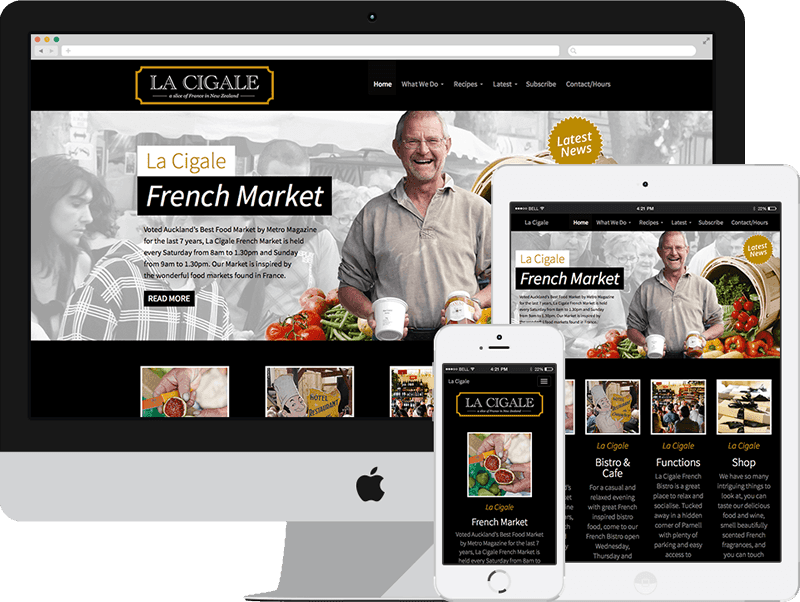 LA CIGALE
a slice of France in New Zealand
Home What We Do Recipes Latest Subscribe Contact/Hours
La Cigale
French Market
Latest
News
Voted Auckland's Best Food Market by Metro Magazine
for the last 7 years, La Cigale French Market is held
every Saturday from 8am to 1.30pm and Sunday
from 9am to 1.30pm. Our Market is inspired by
the wonderful food markets found in France.
READ MORE
HOTEL
RESTAURANT
BELL 4:21 PM 22%
La Cigale Home What We Do Recipes Latest Subscribe Contact/Hours
La Cigale
French Market
Latest
News
Voted Auckland's Best Food Market by Metro Magazine
for the last 7 years, La Cigale French Market is held
every Saturday from 8am to 1.30pm and Sunday
from 9am to 1.30pm. Our Market is inspired by
the wonderful food markets found in France.
La Cigale
Bistro &
Cafe
For a casual and
relaxed evening
with great French
inspired bistro
food, come to our
French Bistro open
Wednesday,
Thursday and
La Cigale
Functions
La Cigale French
Bistro is a great
place to relax and
socialise. Tucked
away in a hidden
corner of Parnell
with plenty of
parking and easy
access to
La Cigale
Shop
We have so many
intriguing things to
look at, you can
taste our delicious
food and wine,
smell beautifully
scented French
fragrances, and
you can touch
BELL 4:21 PM 22%
La Cigale
LA CIGALE
a slice of France in New Zealand
La Cigale
French Market
Voted Auckland's Best Food Market
by Metro Magazine for the last 7
years, La Cigale French Market is
held every Saturday from 8am to